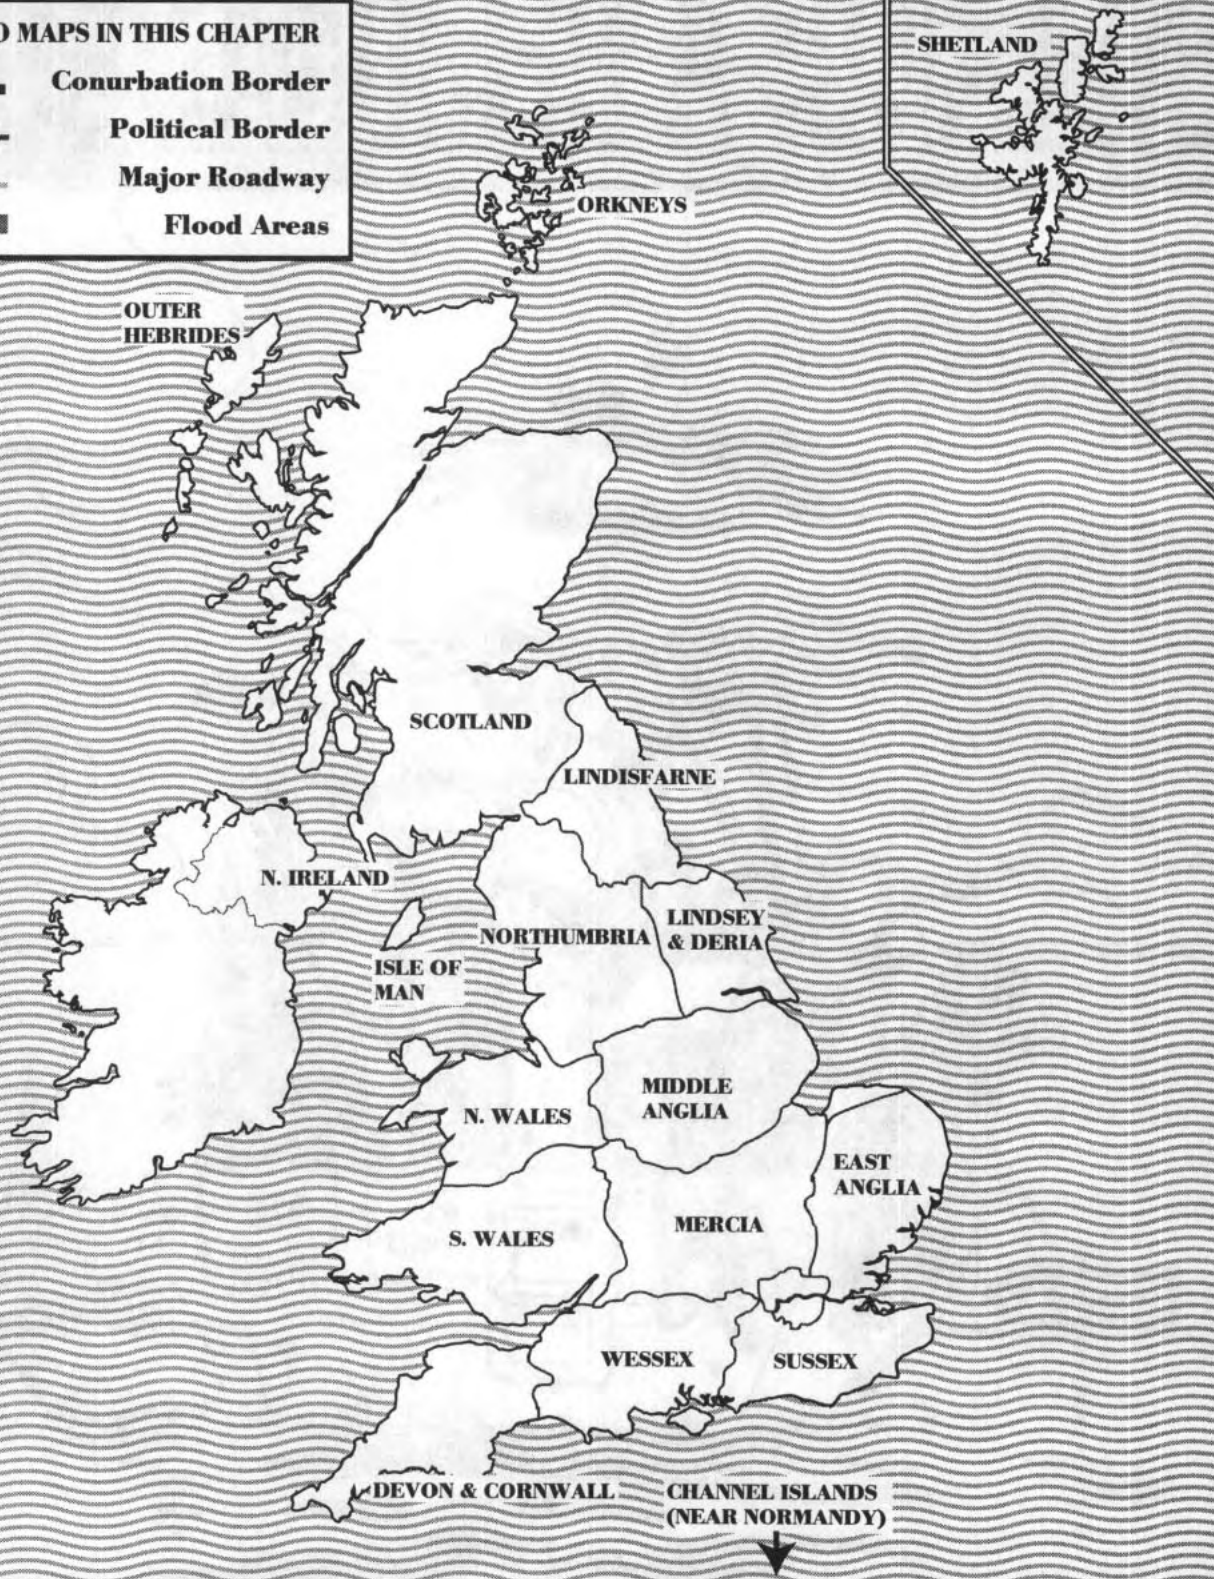 MAPS IN THIS CHAPTER
Conurbation Border
Political Border
Major Roadway
Flood Areas
SHETLAND
ORKNEYS
OUTER
HEBRIDES
SCOTLAND
LINDISFARNE
N. IRELAND
ISLE OF
MAN
NORTHUMBRIA
LINDSEY
& DERIA
MIDDLE
ANGLIA
N. WALES
EAST
ANGLIA
MERCIA
S. WALES
WESSEX
SUSSEX
DEVON & CORNWALL
CHANNEL ISLANDS
(NEAR NORMANDY)